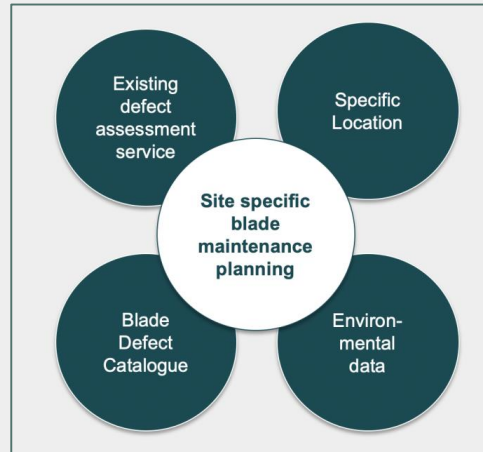 Existing
defect
assessment
service
Specific
Location
Site specific
blade
maintenance
planning
Blade
Defect
Catalogue
Environ-
mental
data